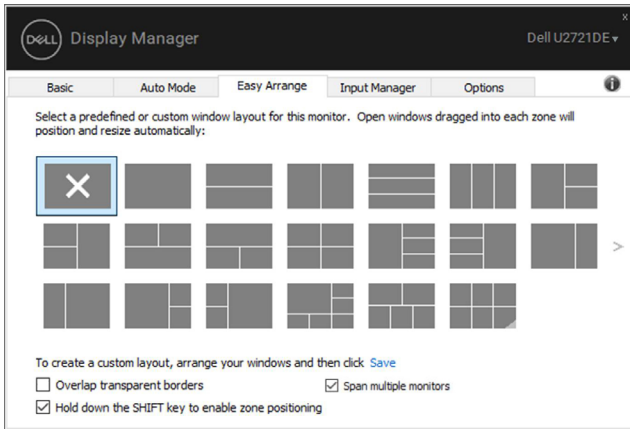 x
DELL Display Manager Dell U2721DE
Basic Auto Mode Easy Arrange Input Manager Options
Select a predefined or custom window layout for this monitor. Open windows dragged into each zone will
position and resize automatically:
To create a custom layout, arrange your windows and then click Save
Overlap transparent borders Span multiple monitors
Hold down the SHIFT key to enable zone positioning